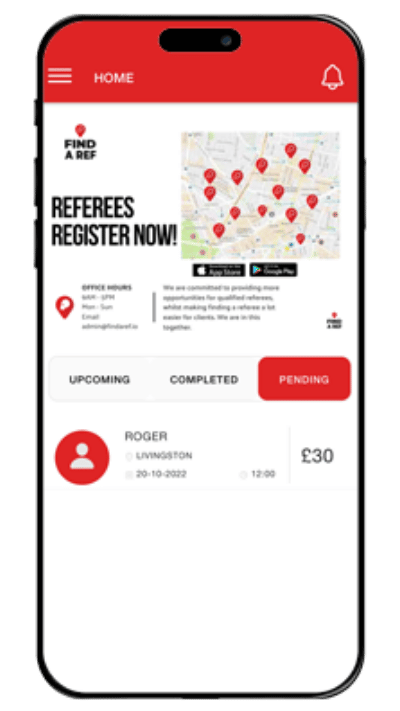 HOME
FIND
A REF
REFEREES
REGISTER NOW!
App Store
Google Play
OFFICE HOURS
9AM - 5PM
Mon - Sun
Email
admin@findaref.io
We are committed to providing more
opportunities for qualified referees,
whilst making finding a referee a lot
easier for clients. We are in this
together.
FIND
A REF
UPCOMING
COMPLETED
PENDING
ROGER
LIVINGSTON
20-10-2022
12:00
£30